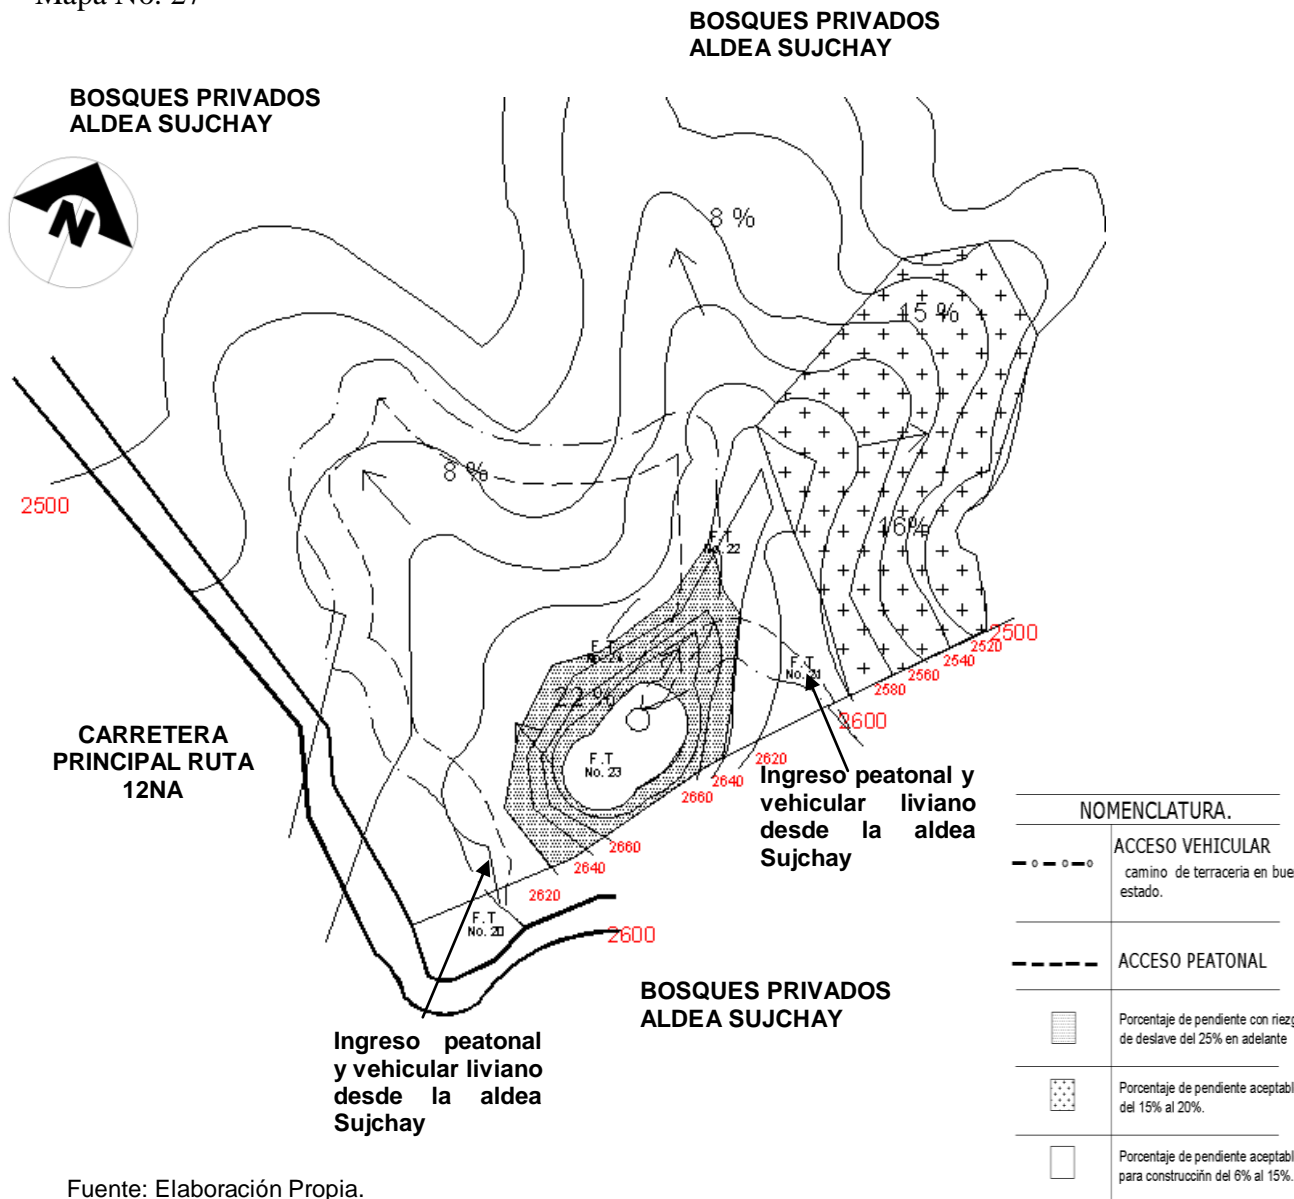 Mapa No. 27
BOSQUES PRIVADOS
ALDEA SUJCHAY
BOSQUES PRIVADOS
ALDEA SUJCHAY
N
8 %
15 %
8 %
16%
2500
F.T
No. 22
F.T
22 %
F.T
No. 21
F.T
No. 23
2500
2520
2540
2560
2580
2600
2620
2640
2660
CARRETERA
PRINCIPAL RUTA
12NA
Ingreso peatonal y
vehicular liviano
desde la aldea
Sujchay
2660
2640
2620
F.T
No. 20
2600
BOSQUES PRIVADOS
ALDEA SUJCHAY
Ingreso peatonal
y vehicular liviano
desde la aldea
Sujchay
NOMENCLATURA.
ACCESO VEHICULAR
camino de terraceria en bue
estado.
ACCESO PEATONAL
Porcentaje de pendiente con riezg
de deslave del 25% en adelante
Porcentaje de pendiente aceptabl
del 15% al 20%.
Porcentaje de pendiente aceptabl
para construcciñn del 6% al 15%.
Fuente: Elaboración Propia.